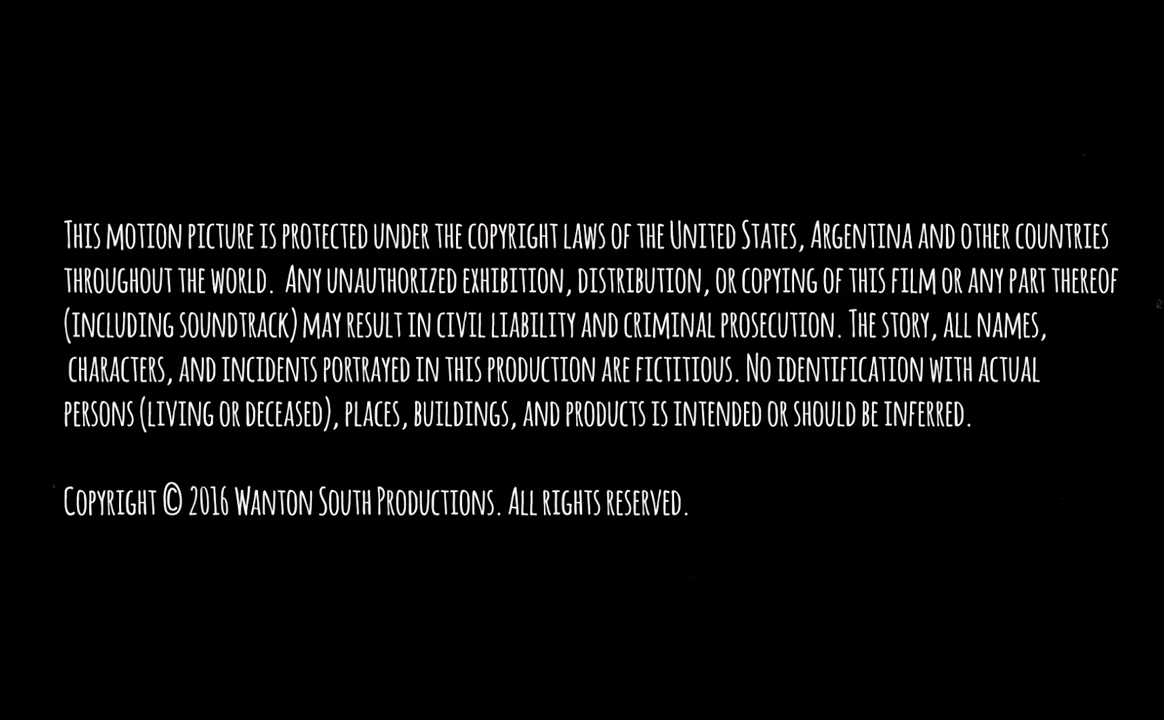 This motion picture is protected under the copyright laws of the United States, Argentina and other countries
throughout the world. Any unauthorized exhibition, distribution, or copying of this film or any part thereof
(including soundtrack) may result in civil liability and criminal prosecution. The story, all names,
characters, and incidents portrayed in this production are fictitious. No identification with actual
persons (living or deceased), places, buildings, and products is intended or should be inferred.
Copyright © 2016 Wanton South Productions. All rights reserved.